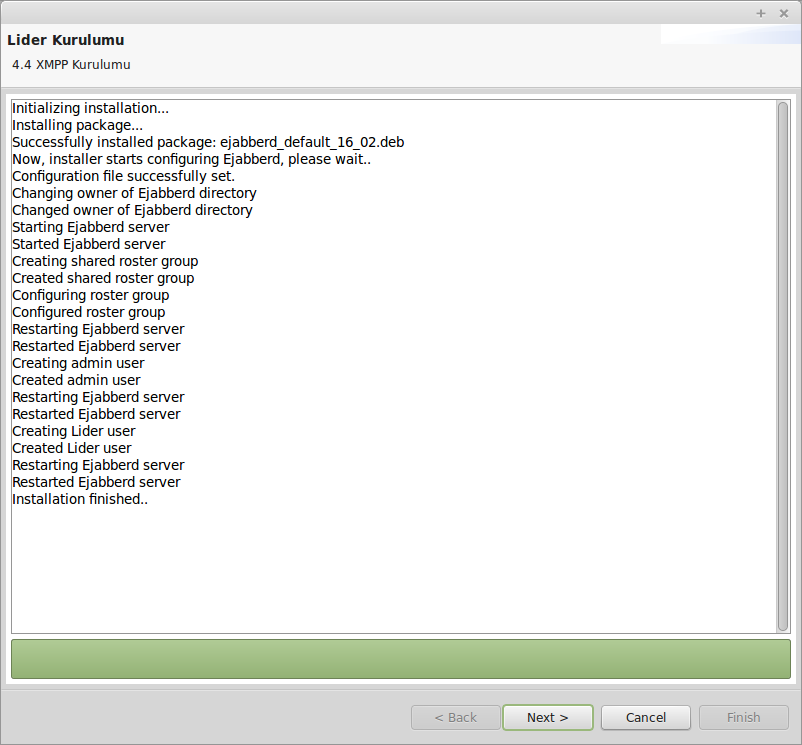 Lider Kurulumu
4.4 XMPP Kurulumu
Initializing installation...
Installing package...
Successfully installed package: ejabberd_default_16_02.deb
Now, installer starts configuring Ejabberd, please wait..
Configuration file successfully set.
Changing owner of Ejabberd directory
Changed owner of Ejabberd directory
Starting Ejabberd server
Started Ejabberd server
Creating shared roster group
Created shared roster group
Configuring roster group
Configured roster group
Restarting Ejabberd server
Restarted Ejabberd server
Creating admin user
Created admin user
Restarting Ejabberd server
Restarted Ejabberd server
Creating Lider user
Created Lider user
Restarting Ejabberd server
Restarted Ejabberd server
Installation finished..
< Back Next > Cancel Finish